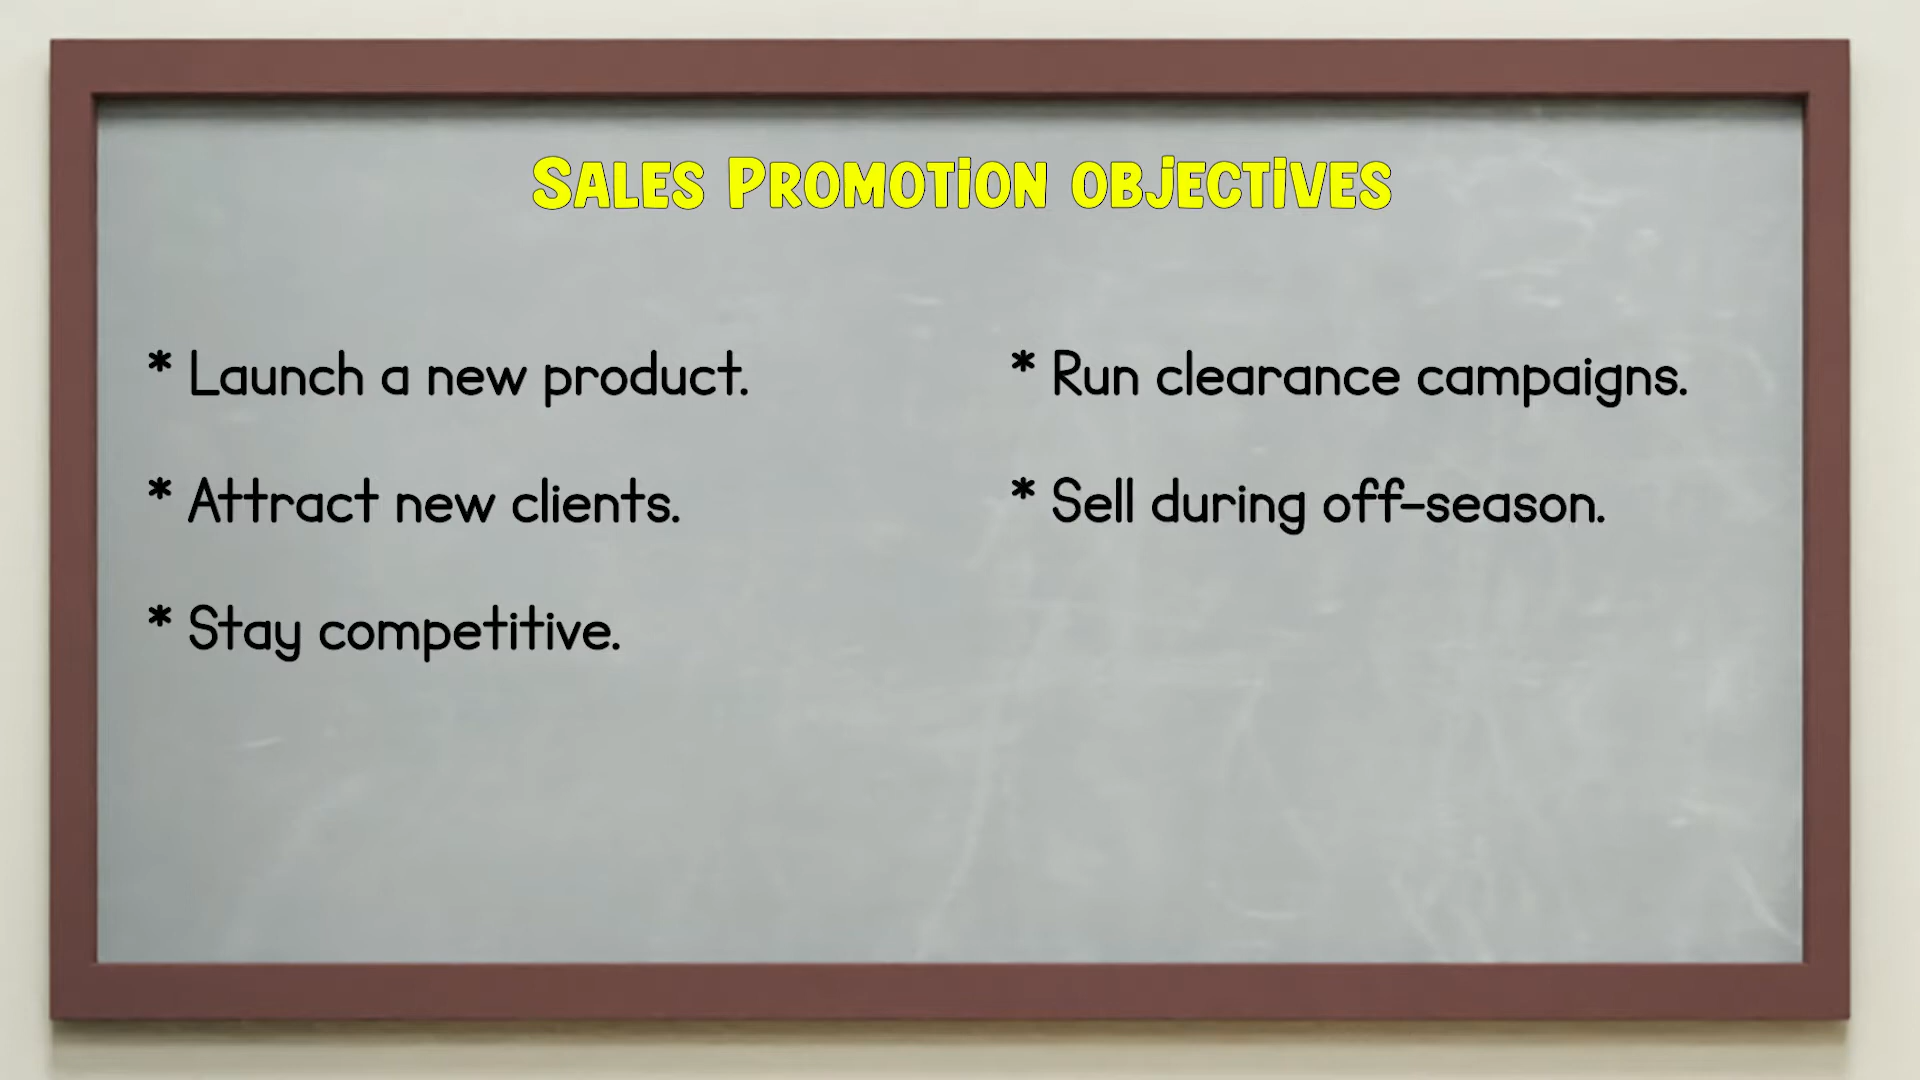 Sales Promotion objectives
* Launch a new product.
* Attract new clients.
* Stay competitive.
* Run clearance campaigns.
* Sell during off-season.